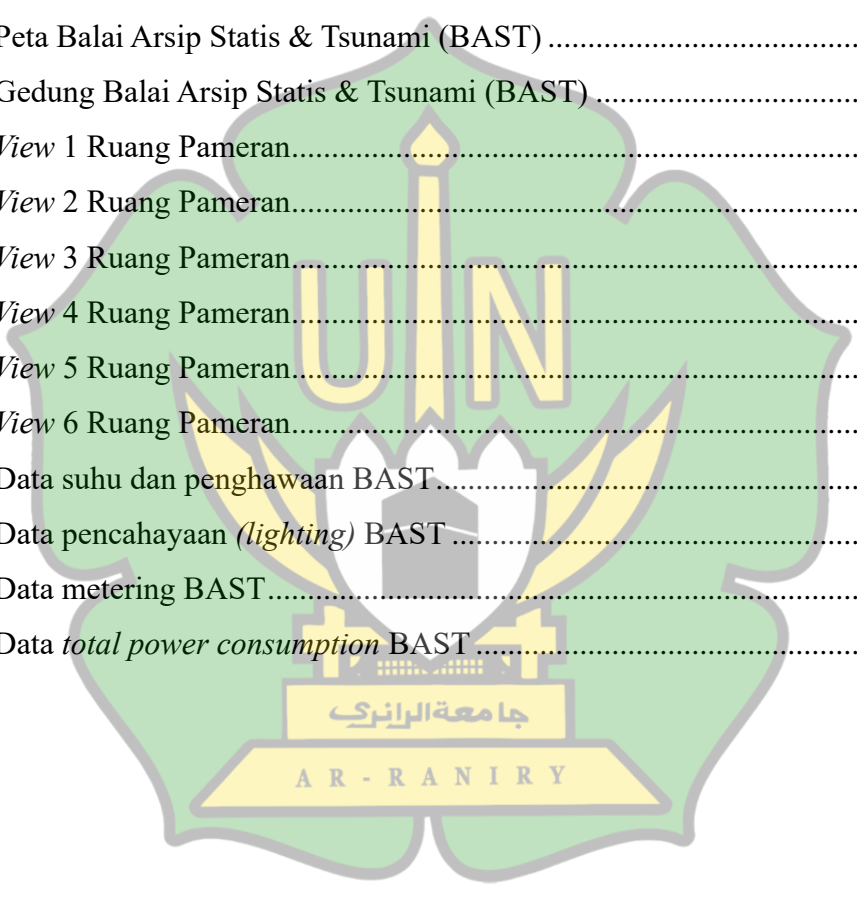 Peta Balai Arsip Statis & Tsunami (BAST) ........................................
Gedung Balai Arsip Statis & Tsunami (BAST) ..................................
View 1 Ruang Pameran.........................................................................
View 2 Ruang Pameran.........................................................................
View 3 Ruang Pameran.........................................................................
View 4 Ruang Pameran.........................................................................
View 5 Ruang Pameran.........................................................................
View 6 Ruang Pameran.........................................................................
Data suhu dan penghawaan BAST.......................................................
Data pencahayaan (lighting) BAST .....................................................
Data metering BAST............................................................................
Data total power consumption BAST ..................................................
UIN
جامعة الرانري
AR-RANIRY